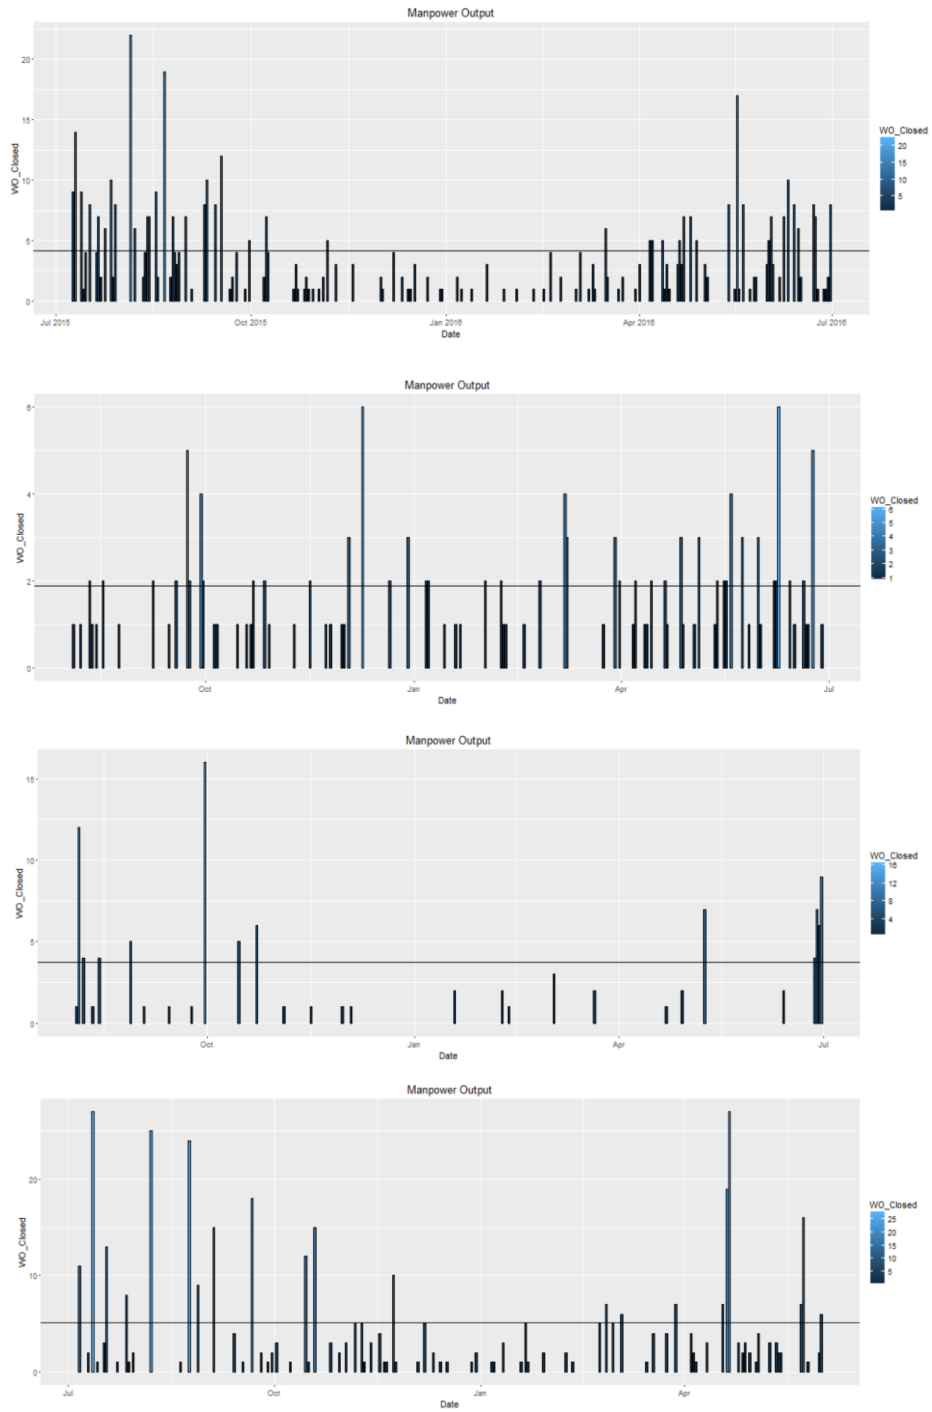 Manpower Output
WO_Closed
20
15
10
5
0
Jul 2015
Oct 2015
Jan 2016
Apr 2016
Jul 2016
Date
WO_Closed
20
15
10
5
Manpower Output
WO_Closed
6
4
2
0
Oct
Jan
Apr
Jul
Date
WO_Closed
6
5
4
3
2
1
Manpower Output
WO_Closed
15
10
5
0
Oct
Jan
Apr
Jul
Date
WO_Closed
16
12
8
4
Manpower Output
WO_Closed
20
10
0
Jul
Oct
Jan
Apr
Date
WO_Closed
25
20
15
10
5